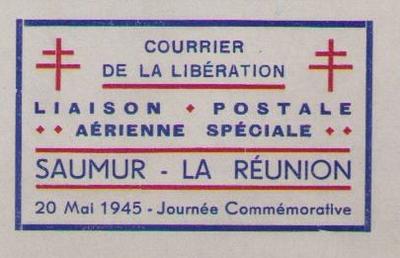 COURRIER
DE LA LIBÉRATION
LIAISON • POSTALE
•• AÉRIENNE SPÉCIALE ••
SAUMUR - LA RÉUNION
20 Mai 1945 - Journée Commémorative